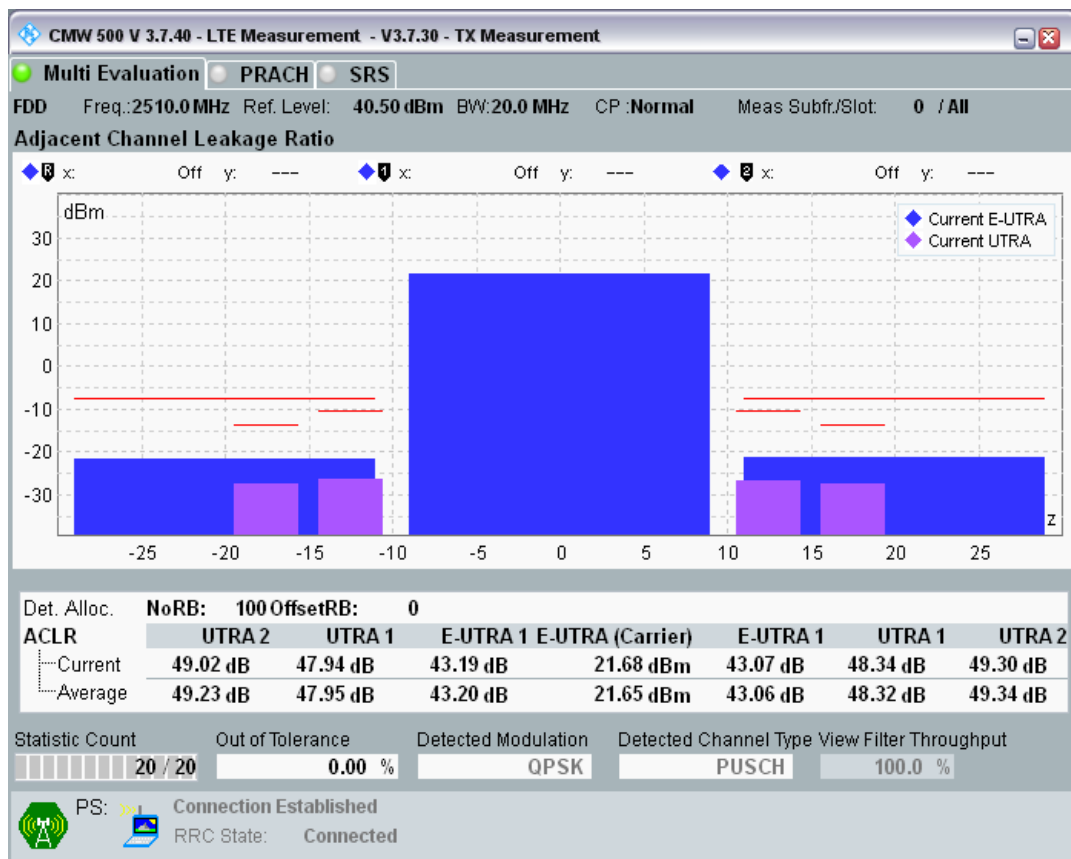 CMW 500 V 3.7.40 - LTE Measurement - V3.7.30 - TX Measurement
Multi Evaluation PRACH SRS
FDD Freq.:2510.0 MHz Ref. Level: 40.50 dBm BW:20.0 MHz CP :Normal Meas Subfr./Slot: 0 / All
Adjacent Channel Leakage Ratio
R x: Off y: --- 1 x: Off y: --- 2 x: Off y: ---
dBm
Current E-UTRA
Current UTRA
30
20
10
0
-10
-20
-30
z
-25 -20 -15 -10 -5 0 5 10 15 20 25
Det. Alloc. NoRB: 100 OffsetRB: 0
ACLR UTRA 2 UTRA 1 E-UTRA 1 E-UTRA (Carrier) E-UTRA 1 UTRA 1 UTRA 2
Current 49.02 dB 47.94 dB 43.19 dB 21.68 dBm 43.07 dB 48.34 dB 49.30 dB
Average 49.23 dB 47.95 dB 43.20 dB 21.65 dBm 43.06 dB 48.32 dB 49.34 dB
Statistic Count Out of Tolerance Detected Modulation Detected Channel Type View Filter Throughput
20 / 20 0.00 % QPSK PUSCH 100.0 %
PS: Connection Established
RRC State: Connected